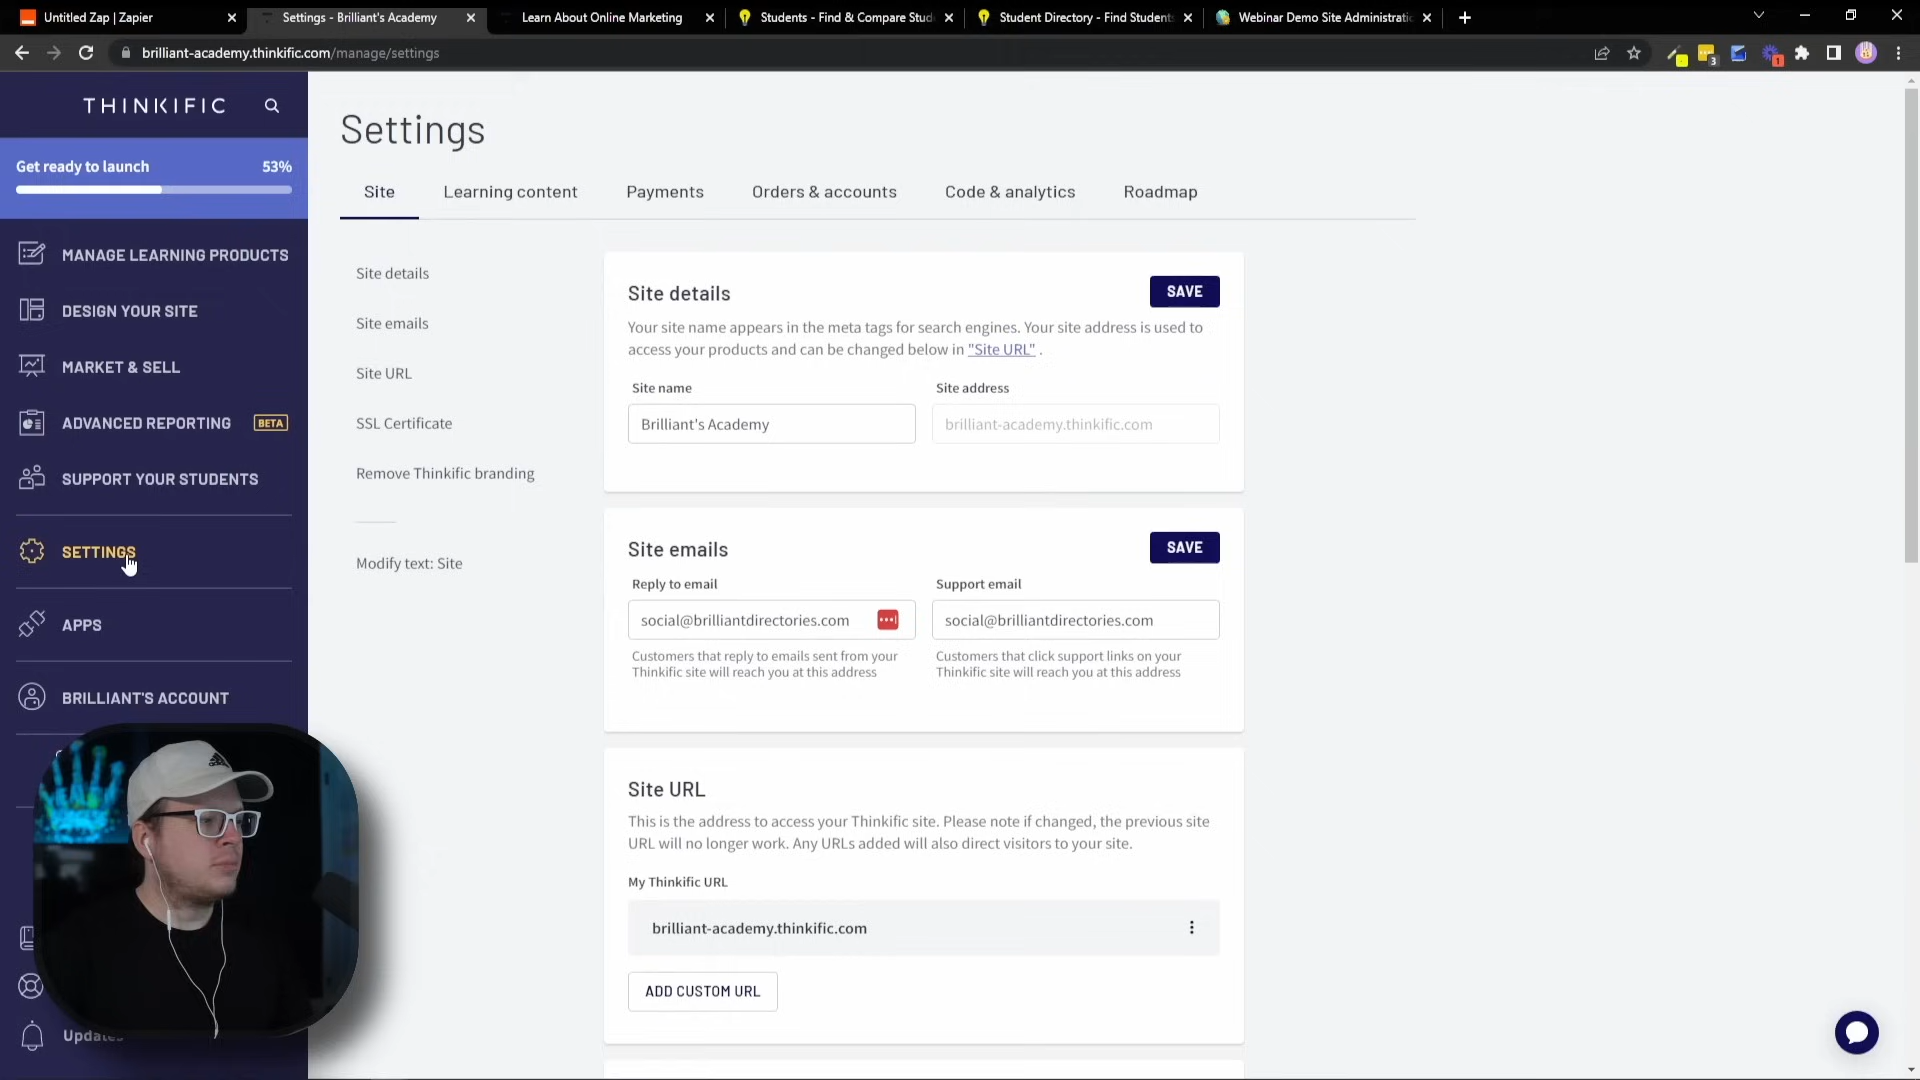 Untitled Zap | Zapier
Settings - Brilliant's Academy
Learn About Online Marketing
Students - Find & Compare Stud
Student Directory - Find Students
Webinar Demo Site Administrati
brilliant-academy.thinkific.com/manage/settings
3
1
THINKIFIC
Get ready to launch 53%
MANAGE LEARNING PRODUCTS
DESIGN YOUR SITE
MARKET & SELL
ADVANCED REPORTING BETA
SUPPORT YOUR STUDENTS
SETTINGS
APPS
BRILLIANT'S ACCOUNT
Updates
Settings
Site Learning content Payments Orders & accounts Code & analytics Roadmap
Site details
Site emails
Site URL
SSL Certificate
Remove Thinkific branding
Modify text: Site
Site details
SAVE
Your site name appears in the meta tags for search engines. Your site address is used to
access your products and can be changed below in "Site URL" .
Site name Site address
Brilliant's Academy brilliant-academy.thinkific.com
Site emails
SAVE
Reply to email Support email
social@brilliantdirectories.com social@brilliantdirectories.com
Customers that reply to emails sent from your
Thinkific site will reach you at this address
Customers that click support links on your
Thinkific site will reach you at this address
Site URL
This is the address to access your Thinkific site. Please note if changed, the previous site
URL will no longer work. Any URLs added will also direct visitors to your site.
My Thinkific URL
brilliant-academy.thinkific.com
ADD CUSTOM URL